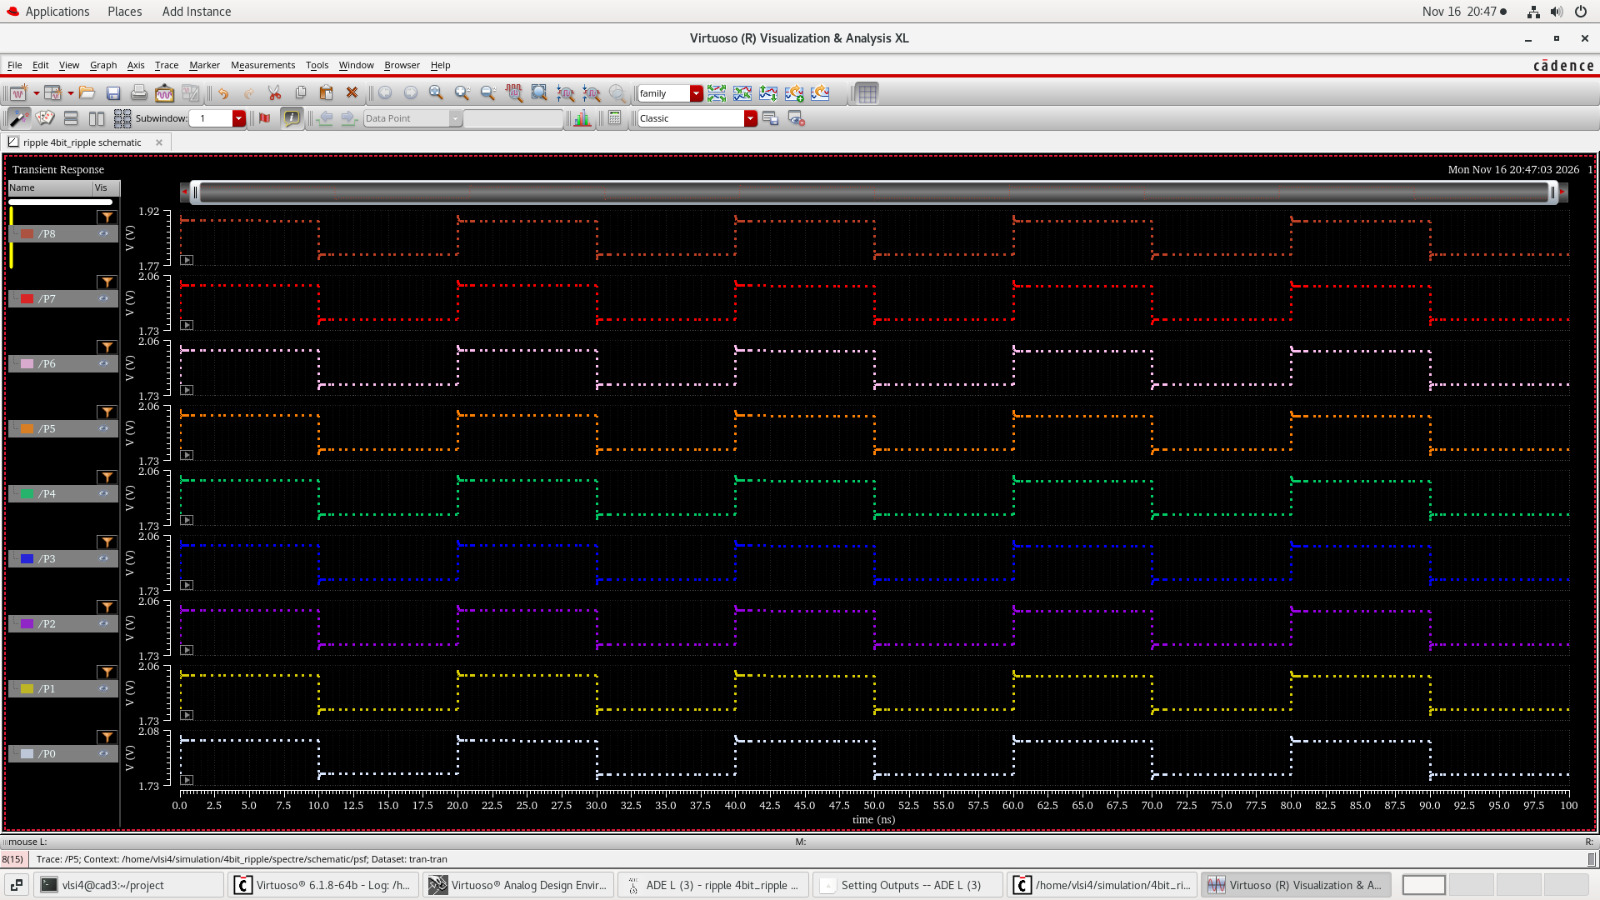 Applications Places Add Instance Nov 16 20:47
Virtuoso (R) Visualization & Analysis XL
File Edit View Graph Axis Trace Marker Measurements Tools Window Browser Help cādence
family
Subwindow: 1 Data Point Classic
ripple 4bit_ripple schematic
Transient Response Mon Nov 16 20:47:03 2026 1
Name Vis
1.92
/P8 V (V)
1.77
2.06
/P7 V (V)
1.73
2.06
/P6 V (V)
1.73
2.06
/P5 V (V)
1.73
2.06
/P4 V (V)
1.73
2.06
/P3 V (V)
1.73
2.06
/P2 V (V)
1.73
2.06
/P1 V (V)
1.73
2.08
/P0 V (V)
1.73
0.0 2.5 5.0 7.5 10.0 12.5 15.0 17.5 20.0 22.5 25.0 27.5 30.0 32.5 35.0 37.5 40.0 42.5 45.0 47.5 50.0 52.5 55.0 57.5 60.0 62.5 65.0 67.5 70.0 72.5 75.0 77.5 80.0 82.5 85.0 87.5 90.0 92.5 95.0 97.5 100
time (ns)
mouse L: M: R:
8(15) Trace: /P5; Context: /home/vlsi4/simulation/4bit_ripple/spectre/schematic/psf; Dataset: tran-tran
vlsi4@cad3:~/project Virtuoso® 6.1.8-64b - Log: /h... Virtuoso® Analog Design Envir... ADE L (3) - ripple 4bit_ripple ... Setting Outputs -- ADE L (3) /home/vlsi4/simulation/4bit_ri... Virtuoso (R) Visualization & A...